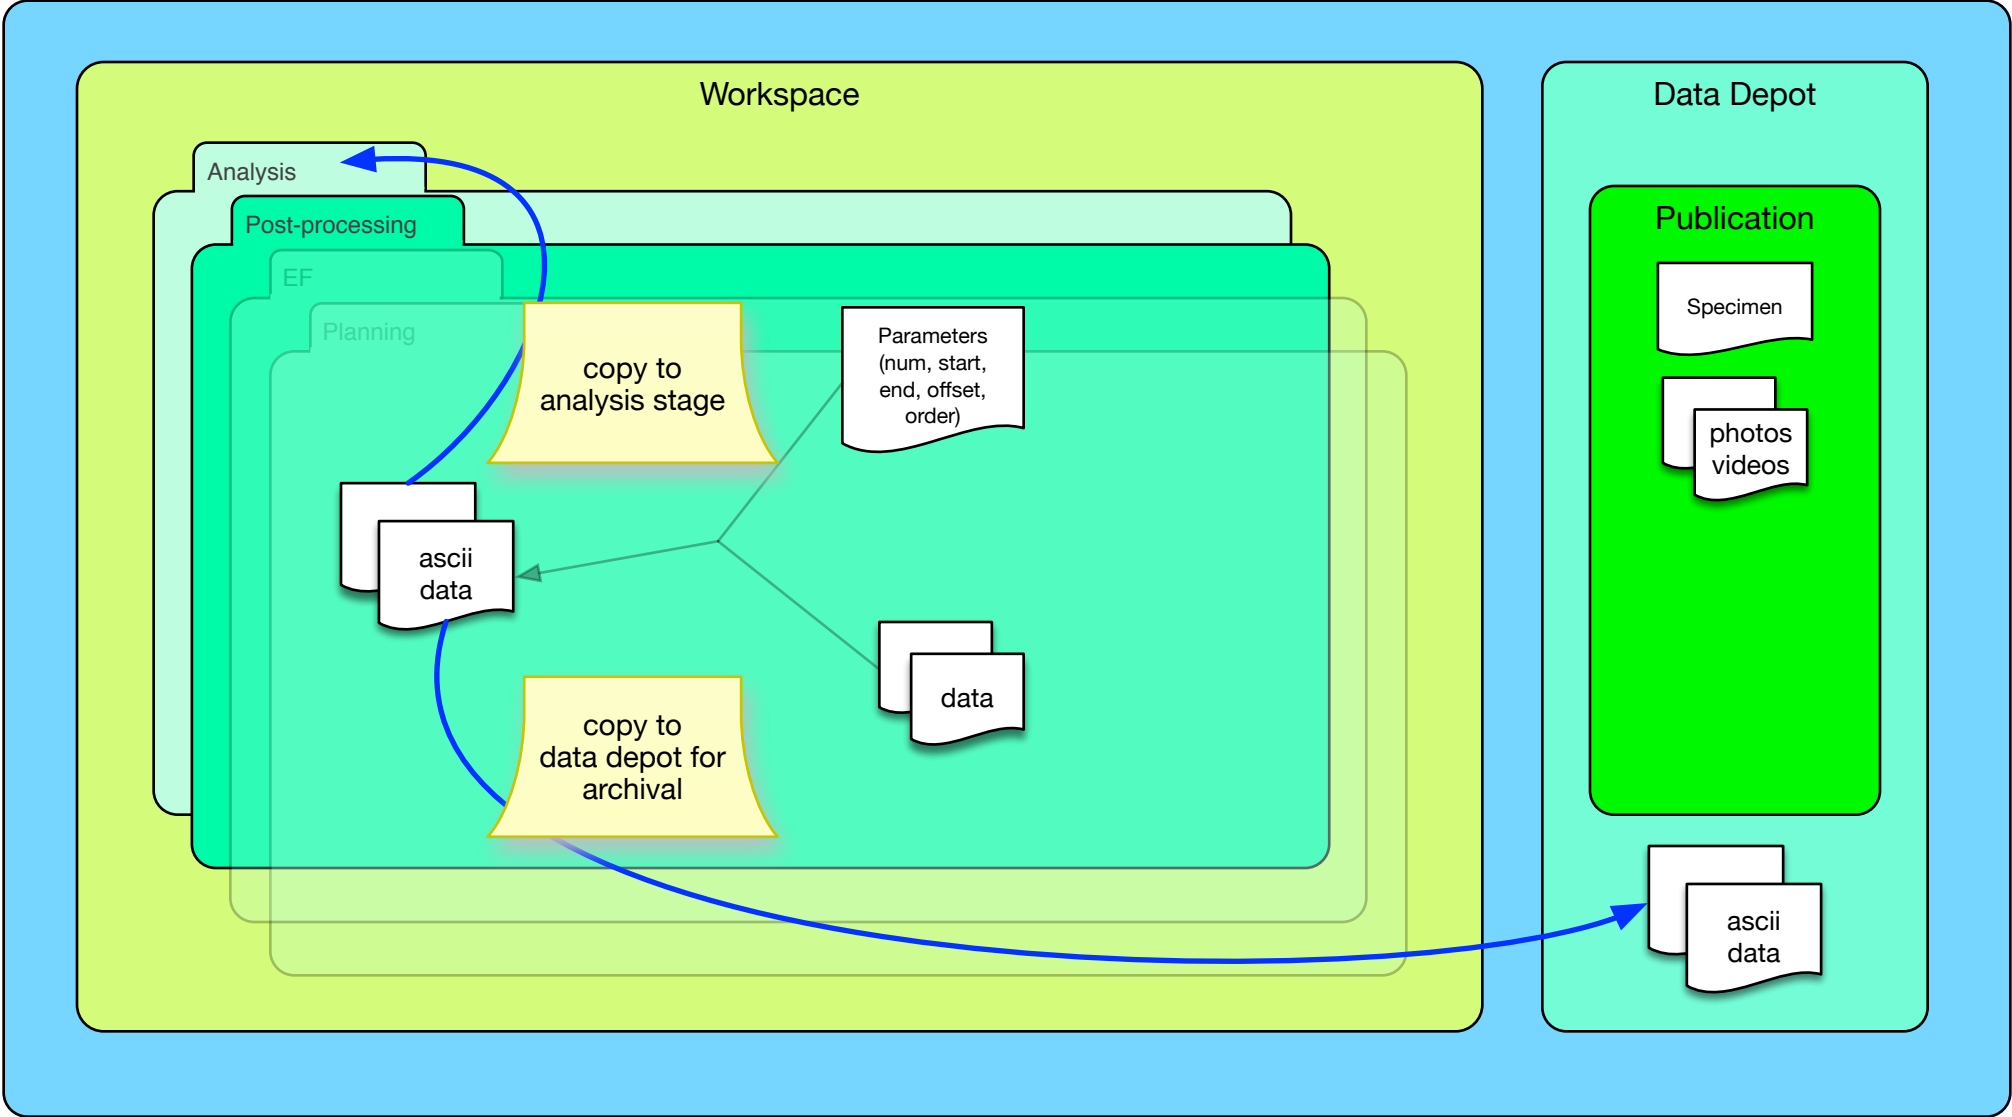 Workspace
Data Depot
Analysis
Post-processing
EF
Planning
copy to
analysis stage
Parameters
(num, start,
end, offset,
order)
ascii
data
copy to
data depot for
archival
data
Publication
Specimen
photos
videos
ascii
data